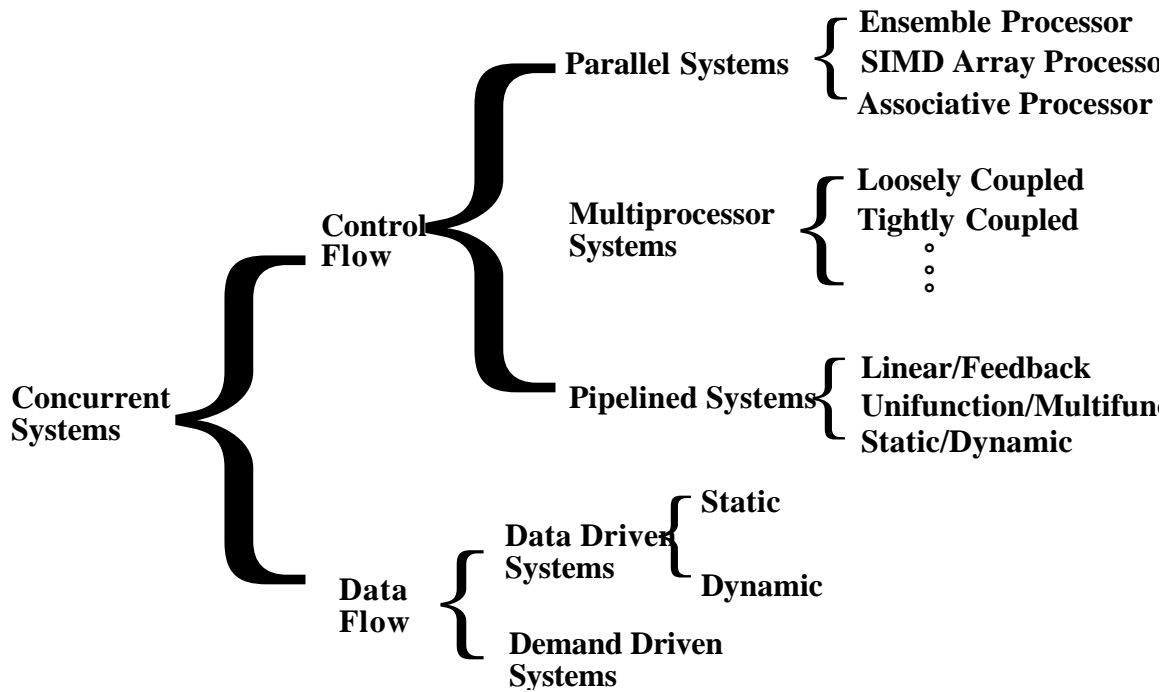 Ensemble Processor
Parallel Systems
SIMD Array Processo
Associative Processor
Loosely Coupled
Multiprocessor
Systems
Tightly Coupled
Control
Flow
Linear/Feedback
Pipelined Systems
Unifunction/Multifunc
Static/Dynamic
Concurrent
Systems
Static
Data Driven
Systems
Dynamic
Data
Flow
Demand Driven
Systems